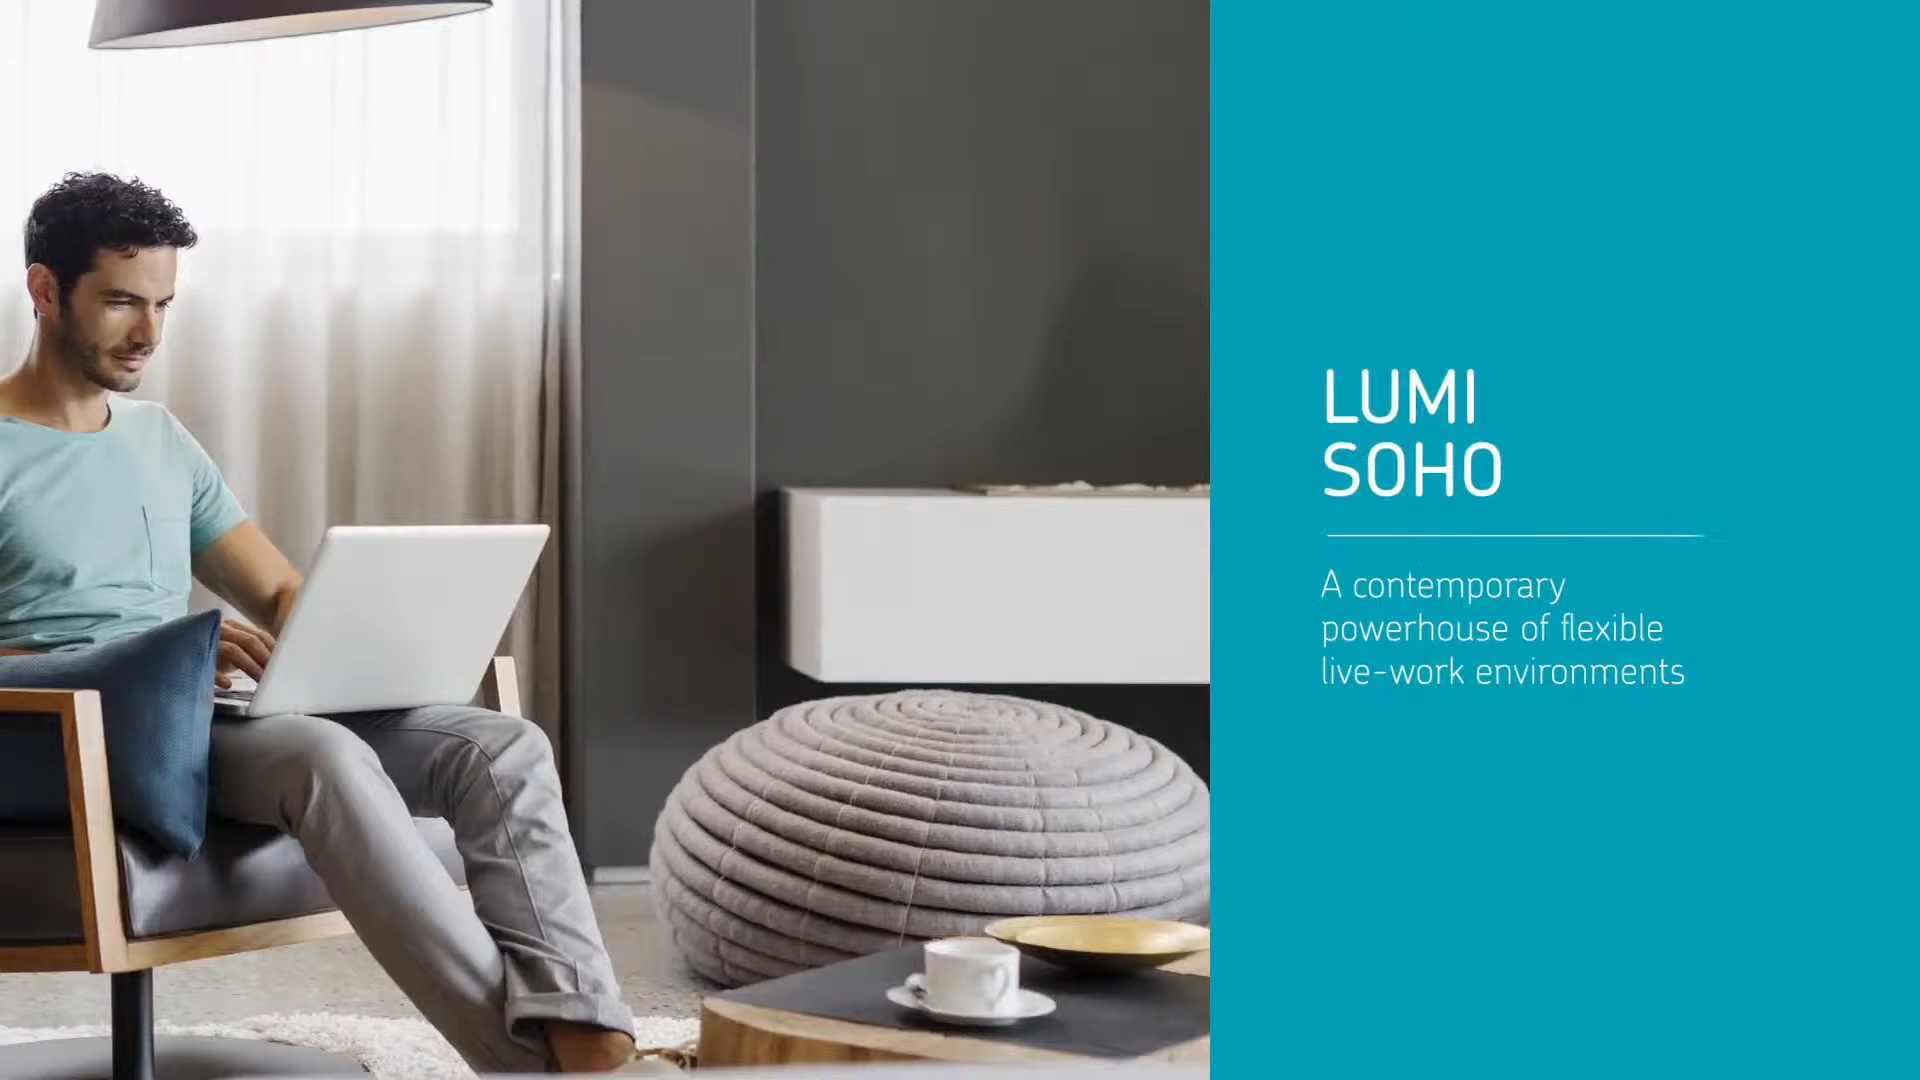 LUMI
SOHO
A contemporary
powerhouse of flexible
live-work environments